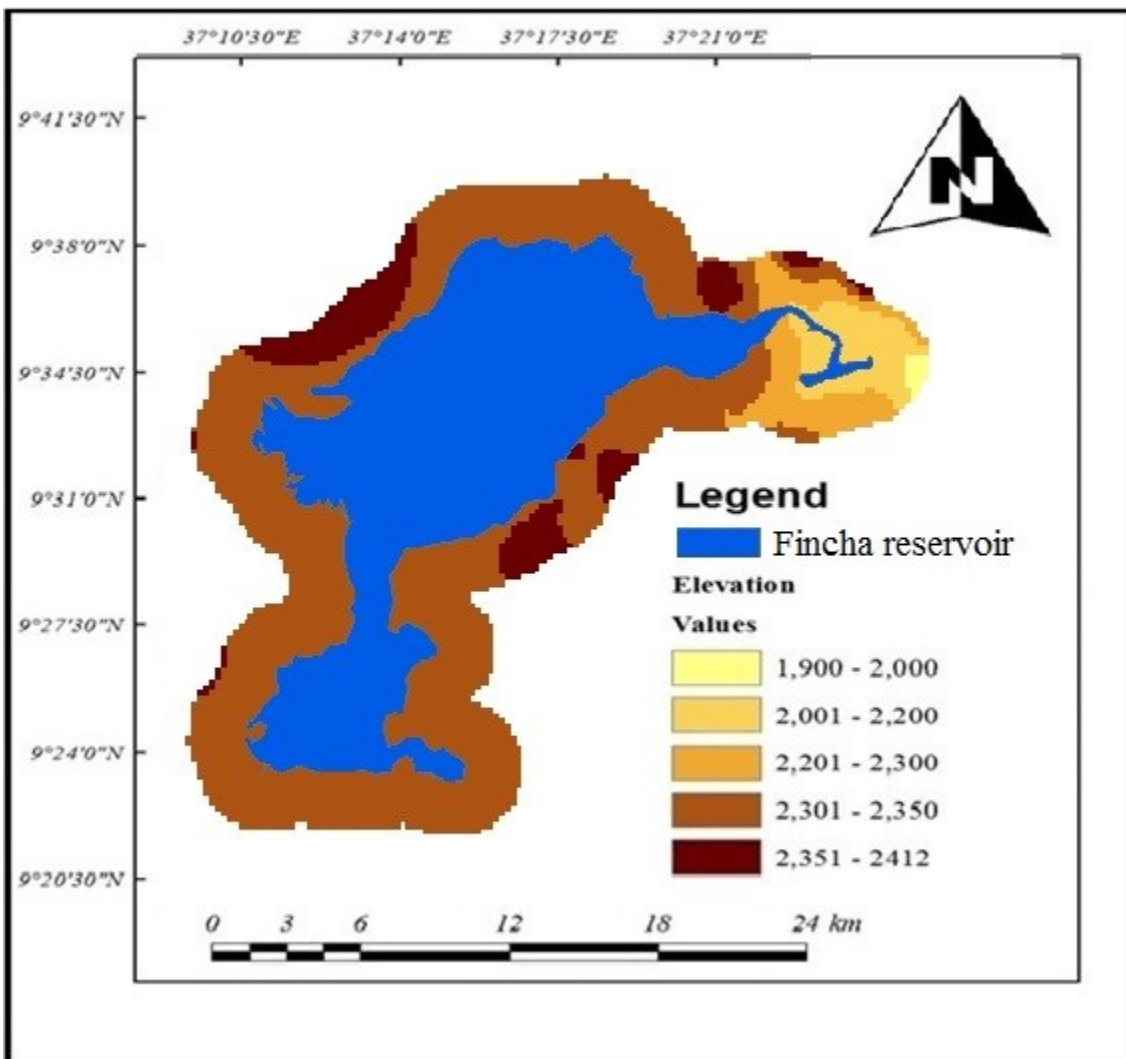 37°10'30"E 37°14'0"E 37°17'30"E 37°21'0"E
9°41'30"N
N
9°38'0"N
9°34'30"N
9°31'0"N
Legend
Fincha reservoir
Elevation
Values
9°27'30"N
1,900 - 2,000
2,001 - 2,200
9°24'0"N
2,201 - 2,300
2,301 - 2,350
2,351 - 2412
9°20'30"N
0 3 6 12 18 24 km